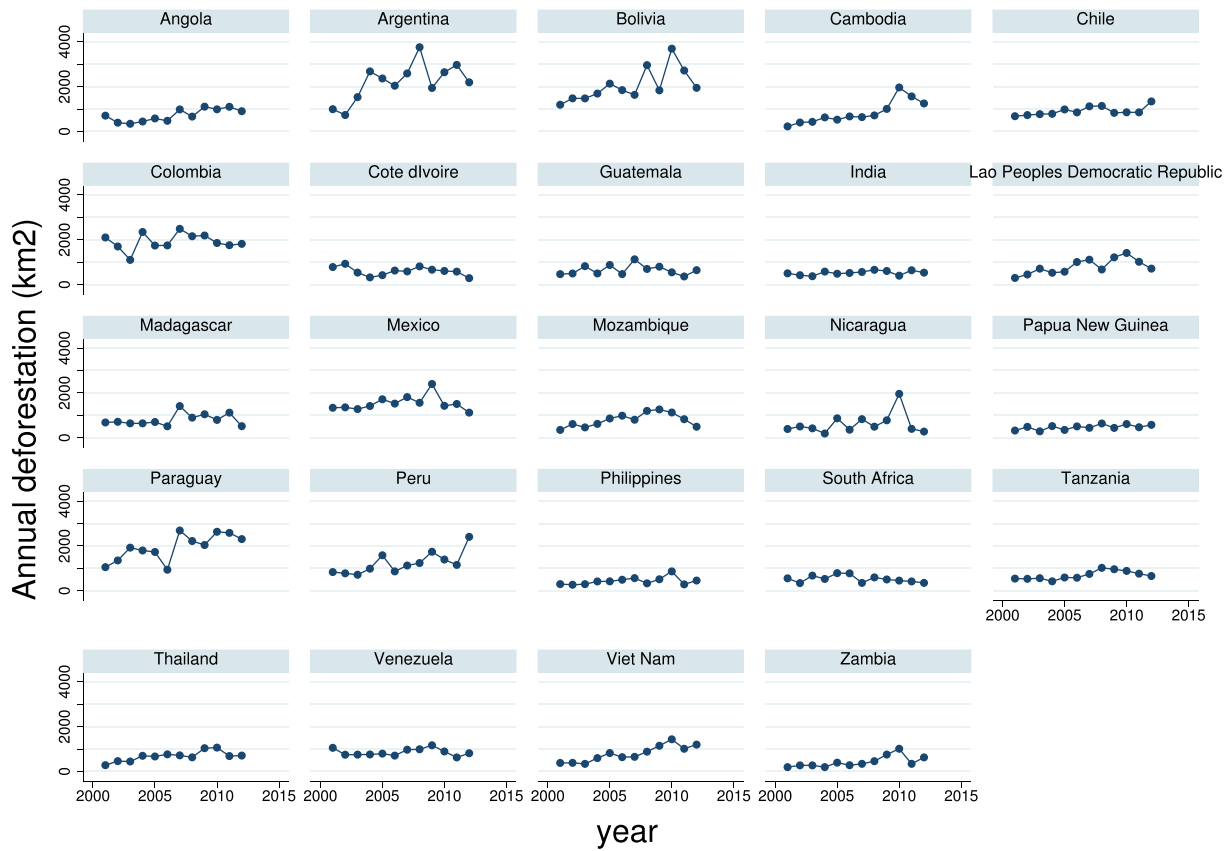 Angola Argentina Bolivia Cambodia Chile
4000
2000
0
Colombia Cote dIvoire Guatemala India Lao Peoples Democratic Republic
4000
2000
0
Madagascar Mexico Mozambique Nicaragua Papua New Guinea
4000
2000
0
Paraguay Peru Philippines South Africa Tanzania
4000
2000
0
2000 2005 2010 2015
Thailand Venezuela Viet Nam Zambia
4000
2000
0
2000 2005 2010 2015 2000 2005 2010 2015 2000 2005 2010 2015 2000 2005 2010 2015
Annual deforestation (km2)
year